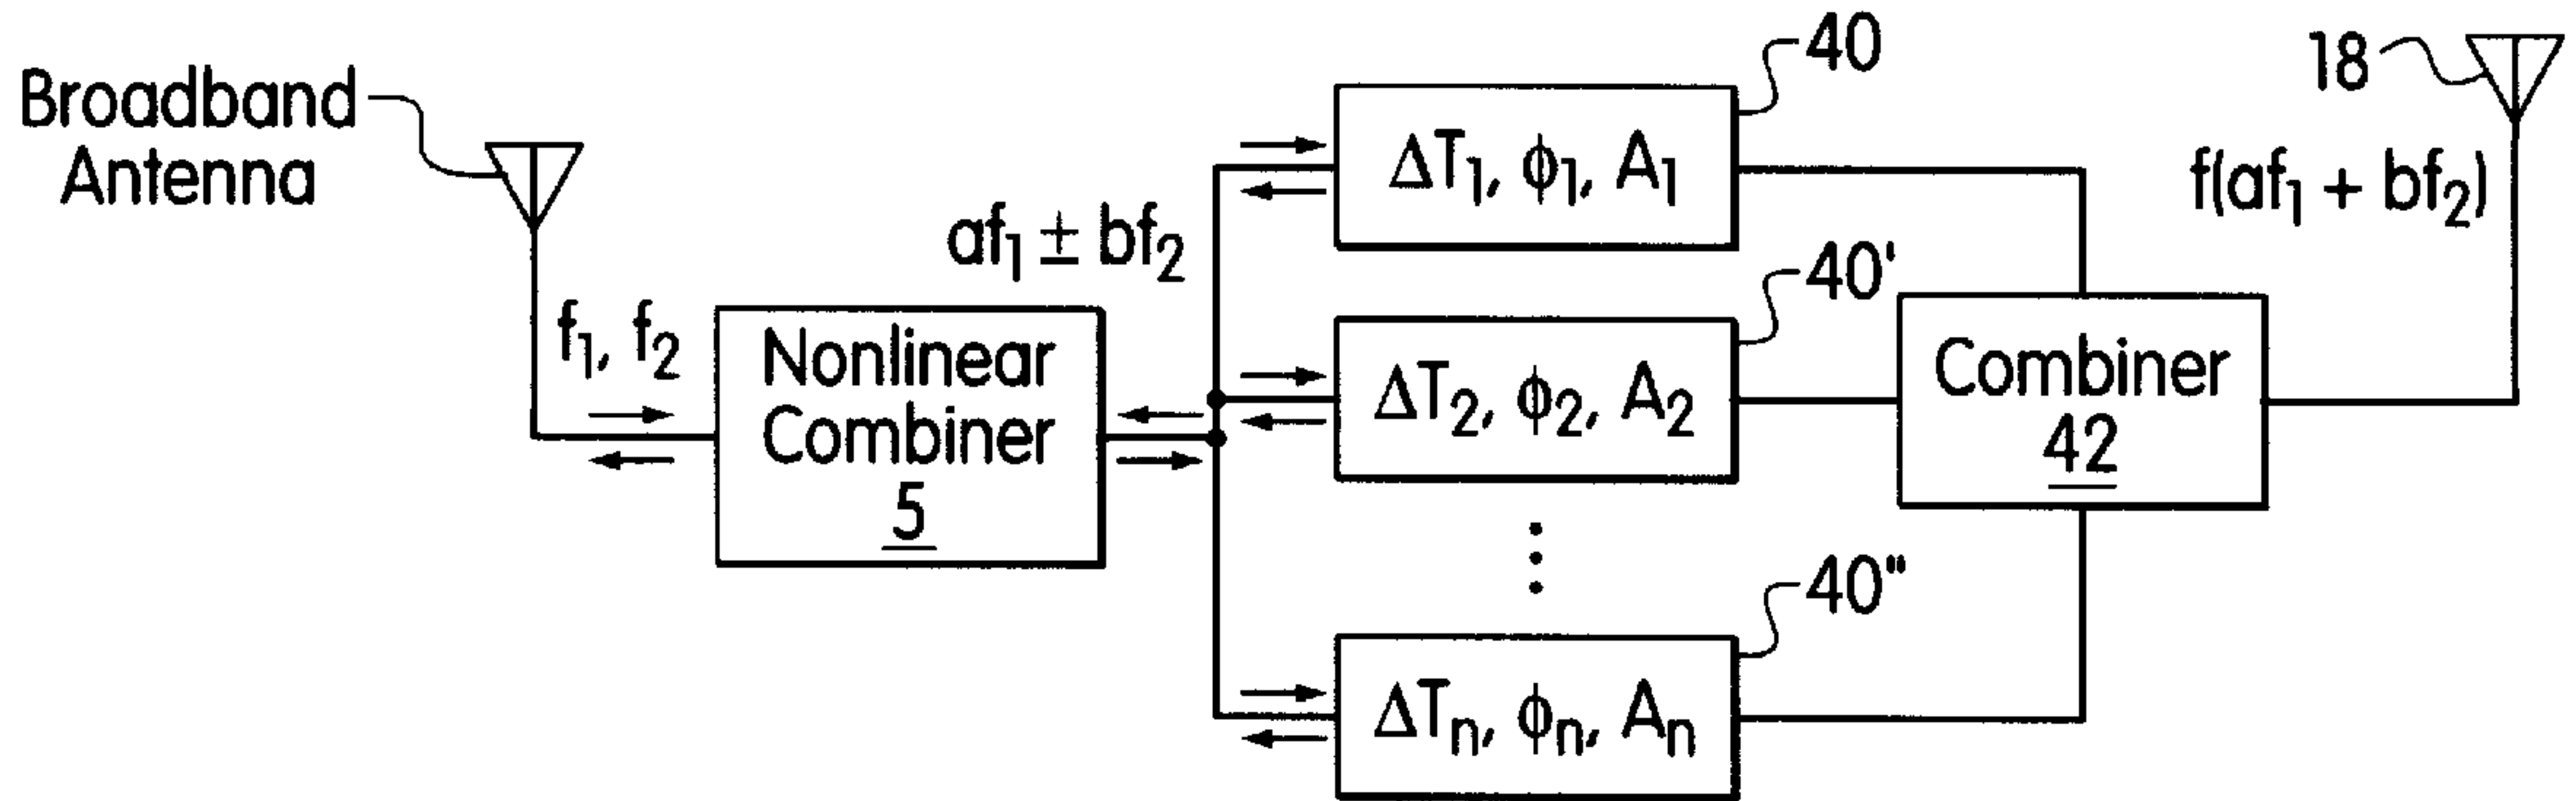 Broadband
Antenna
f₁, f₂
Nonlinear
Combiner
5
af₁ ± bf₂
ΔT₁, ϕ₁, A₁
40
ΔT₂, ϕ₂, A₂
40'
ΔTₙ, ϕₙ, Aₙ
40"
Combiner
42
18
f(af₁ + bf₂)